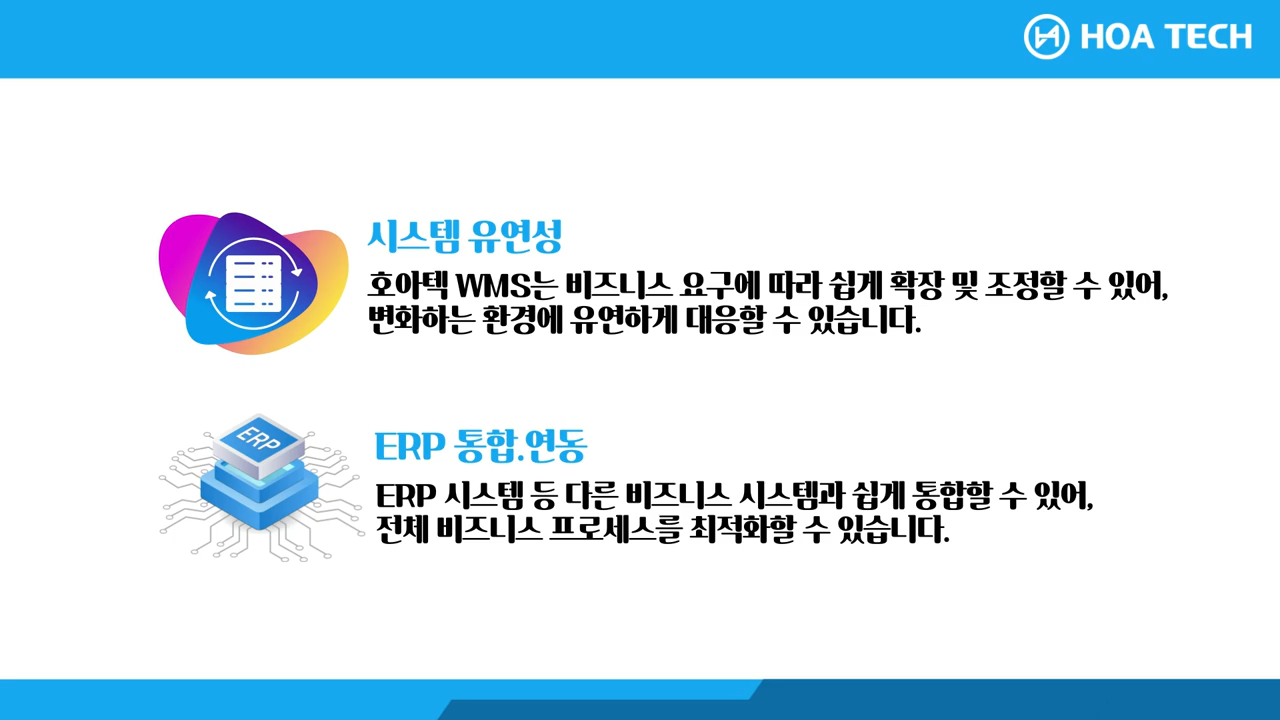 HOA TECH
시스템 유연성
호아텍 WMS는 비즈니스 요구에 따라 쉽게 확장 및 조정할 수 있어,
변화하는 환경에 유연하게 대응할 수 있습니다.
ERP
ERP 통합.연동
ERP 시스템 등 다른 비즈니스 시스템과 쉽게 통합할 수 있어,
전체 비즈니스 프로세스를 최적화할 수 있습니다.